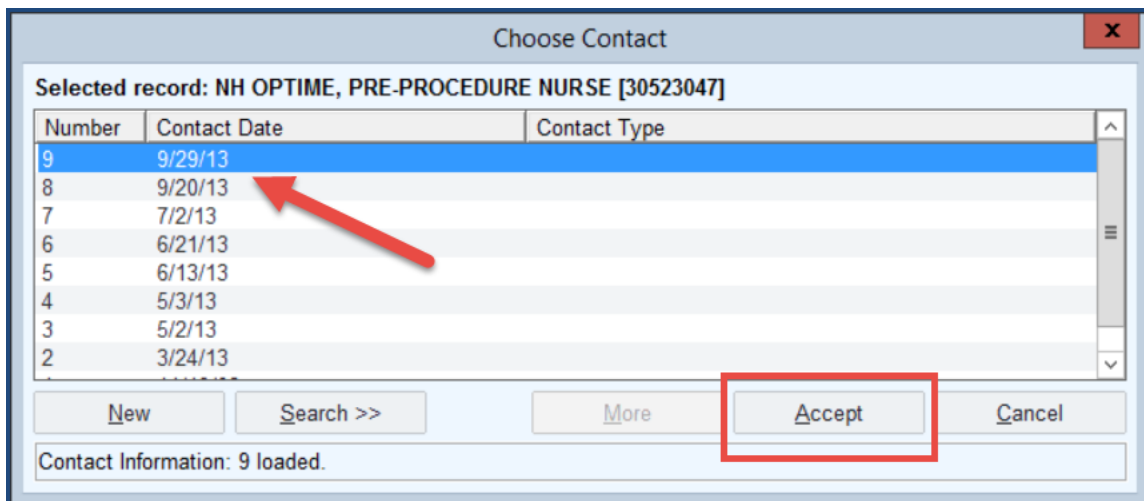 Choose Contact
x
Selected record: NH OPTIME, PRE-PROCEDURE NURSE [30523047]
Number Contact Date Contact Type
9 9/29/13
8 9/20/13
7 7/2/13
6 6/21/13
5 6/13/13
4 5/3/13
3 5/2/13
2 3/24/13
New Search >> More Accept Cancel
Contact Information: 9 loaded.